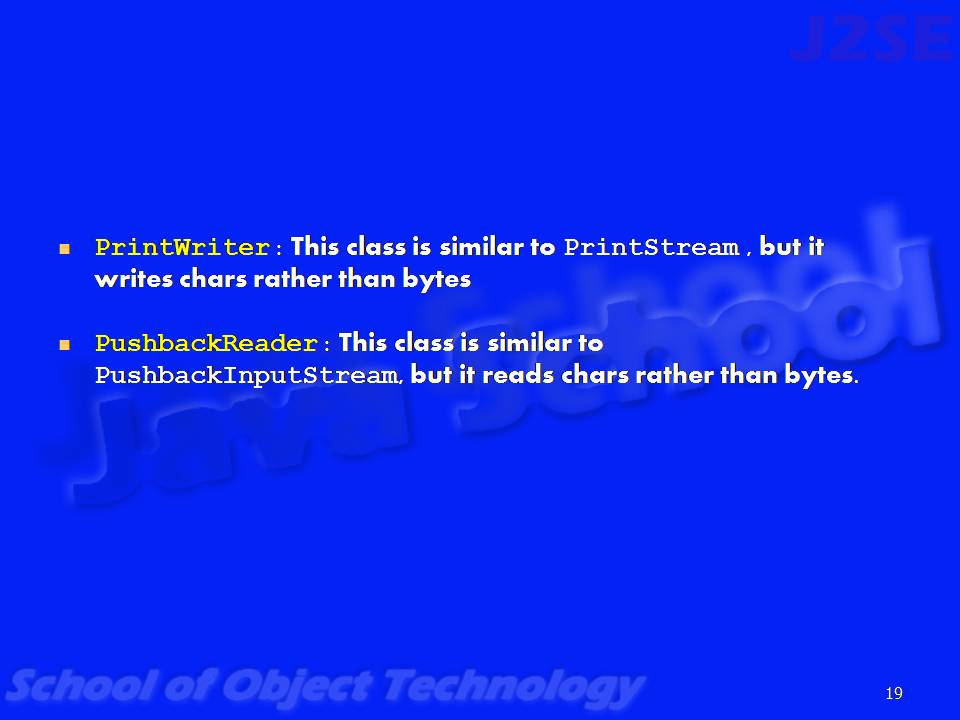 J2SE
PrintWriter : This class is similar to PrintStream , but it
writes chars rather than bytes
PushbackReader : This class is similar to
PushbackInputStream, but it reads chars rather than bytes.
Java School
School of Object Technology
19